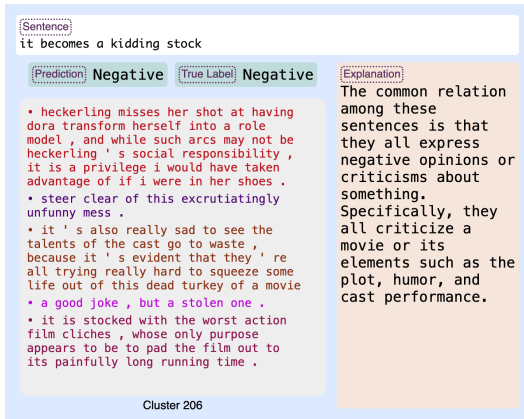 Sentence
it becomes a kidding stock
Prediction Negative True Label Negative
• heckerling misses her shot at having
dora transform herself into a role
model , and while such arcs may not be
heckerling ' s social responsibility ,
it is a privilege i would have taken
advantage of if i were in her shoes .
• steer clear of this excrutiatingly
unfunny mess .
• it ' s also really sad to see the
talents of the cast go to waste ,
because it ' s evident that they ' re
all trying really hard to squeeze some
life out of this dead turkey of a movie
• a good joke , but a stolen one .
• it is stocked with the worst action
film cliches , whose only purpose
appears to be to pad the film out to
its painfully long running time .
Cluster 206
Explanation
The common relation
among these
sentences is that
they all express
negative opinions or
criticisms about
something.
Specifically, they
all criticize a
movie or its
elements such as the
plot, humor, and
cast performance.